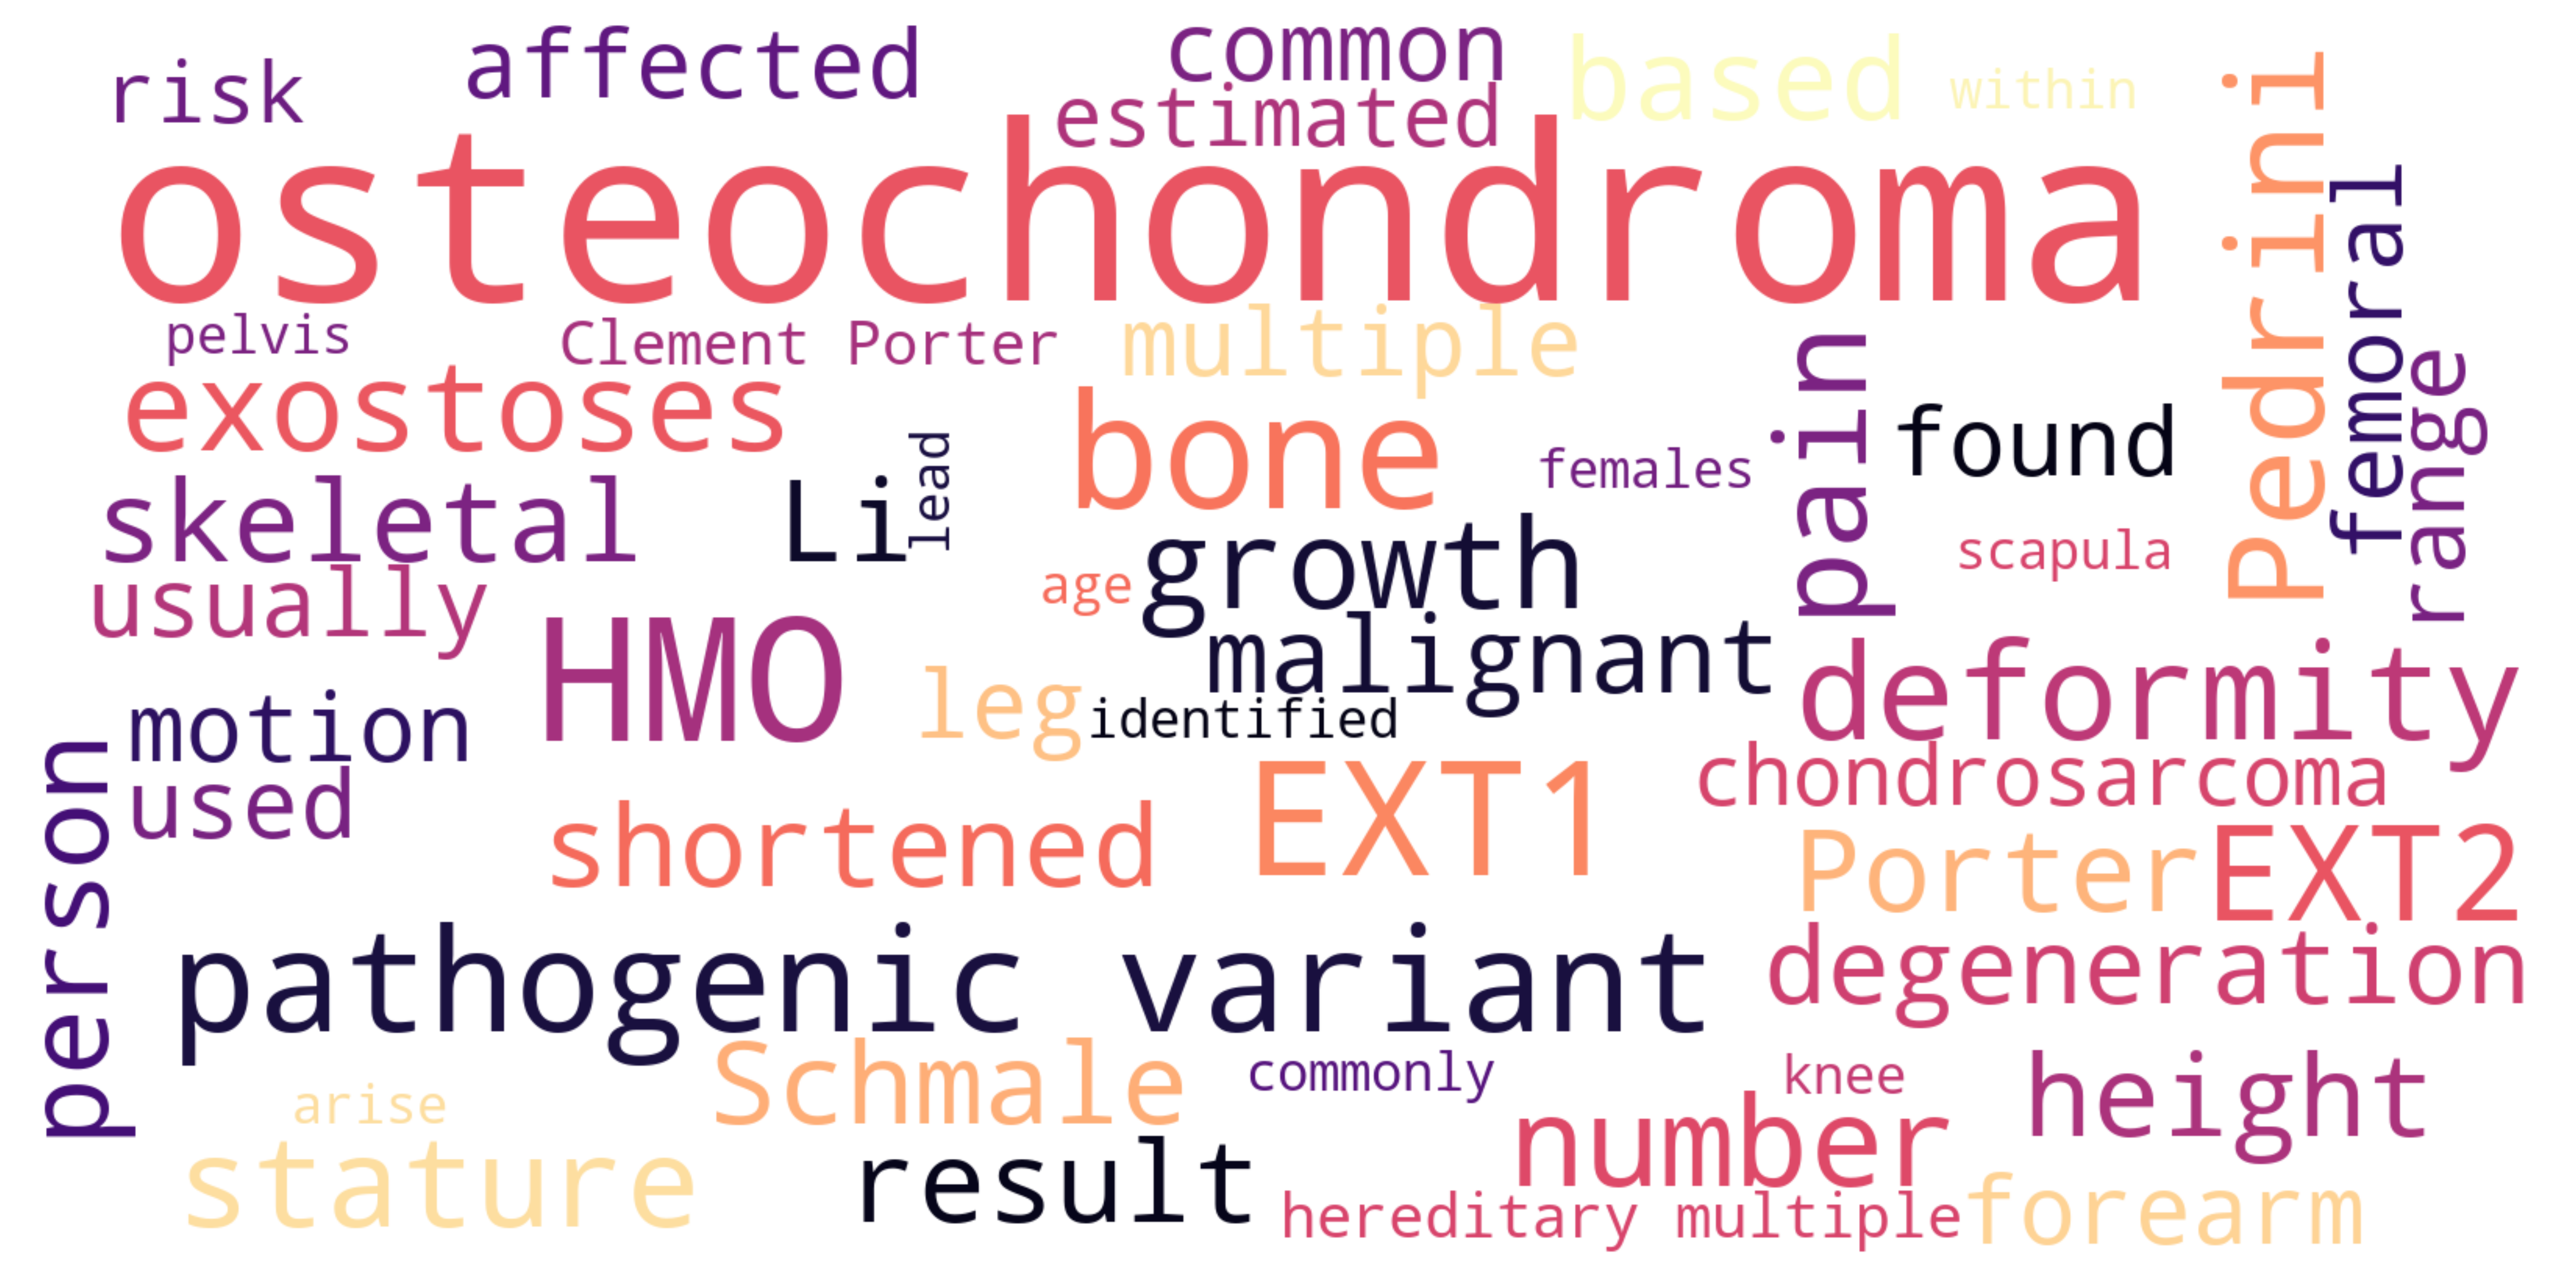 common
affected
based
risk
within
estimated
Pedrini
osteochondroma
femoral
pelvis
Clement Porter
multiple
pain
range
exostoses
bone
found
females
lead
skeletal
Li
growth
scapula
age
usually
HMO
malignant
deformity
leg
identified
motion
person
used
chondrosarcoma
shortened
EXT1
Porter
EXT2
pathogenic variant
degeneration
Schmale
commonly
knee
height
arise
number
stature
result
hereditary multiple
forearm